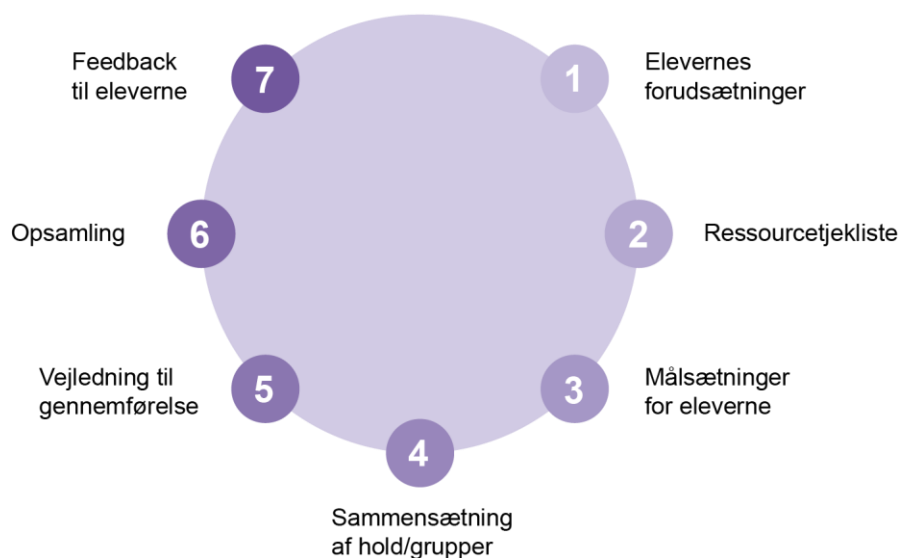 1
Elevernes
forudsætninger
2
Ressourcetjekliste
3
Målsætninger
for eleverne
4
Sammensætning
af hold/grupper
5
Vejledning til
gennemførelse
6
Opsamling
7
Feedback
til eleverne